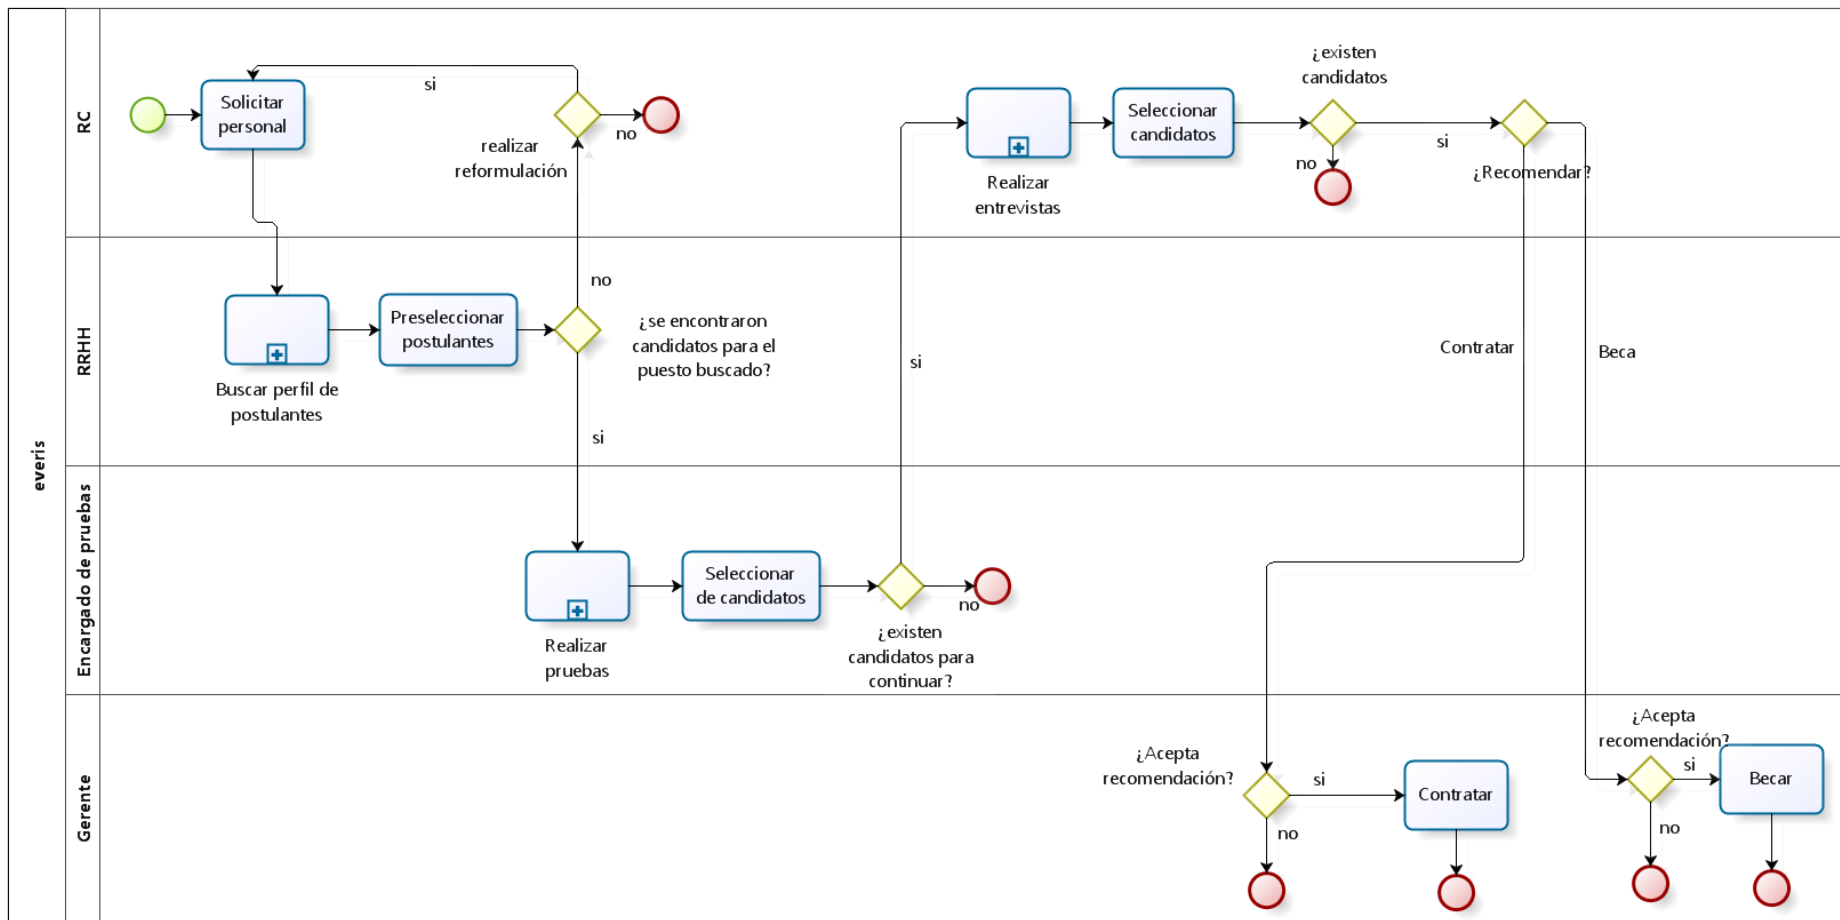 everis
RC
Solicitar
personal
si
realizar
reformulación
no
Realizar
entrevistas
Seleccionar
candidatos
¿existen
candidatos
no
si
¿Recomendar?
RRHH
Buscar perfil de
postulantes
Preseleccionar
postulantes
no
¿se encontraron
candidatos para el
puesto buscado?
si
si
Contratar
Beca
Encargado de pruebas
Realizar
pruebas
Seleccionar
de candidatos
¿existen
candidatos para
continuar?
no
Gerente
¿Acepta
recomendación?
si
no
Contratar
¿Acepta
recomendación?
si
no
Becar